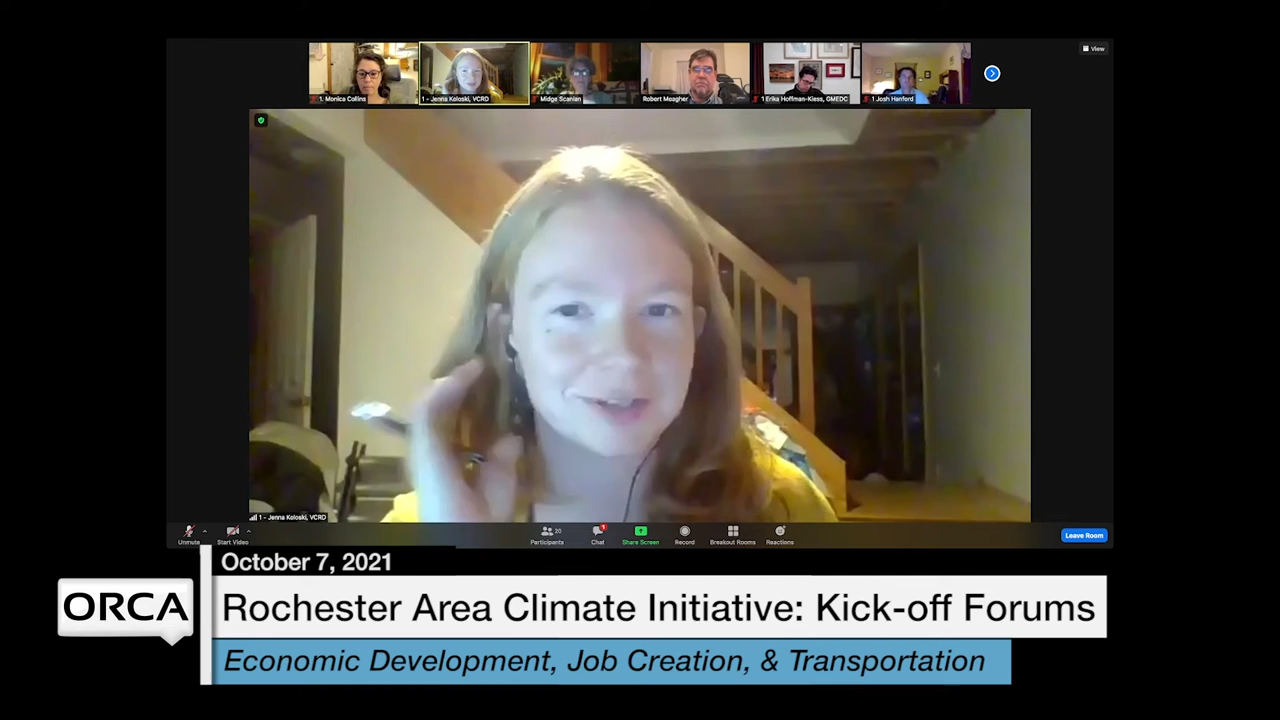 View
1. Monica Collins
1 - Jenna Koloski, VCRD
Midge Scanlan
Robert Meagher
1 Erika Hoffman-Kiess, GMEDC
1 Josh Hanford
1 - Jenna Koloski, VCRD
Unmute
Start Video
Participants
20
Chat
1
Share Screen
Record
Breakout Rooms
Reactions
Leave Room
October 7, 2021
ORCA
Rochester Area Climate Initiative: Kick-off Forums
Economic Development, Job Creation, & Transportation